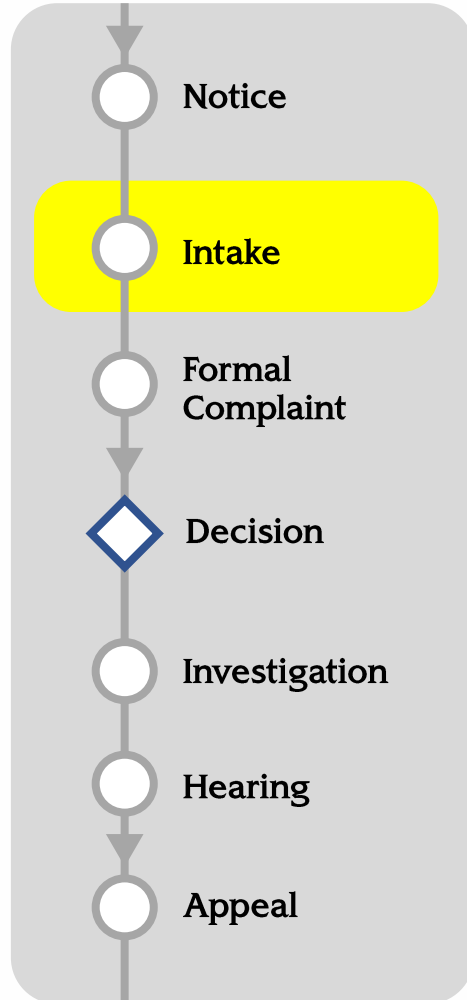 Notice
Intake
Formal
Complaint
Decision
Investigation
Hearing
Appeal